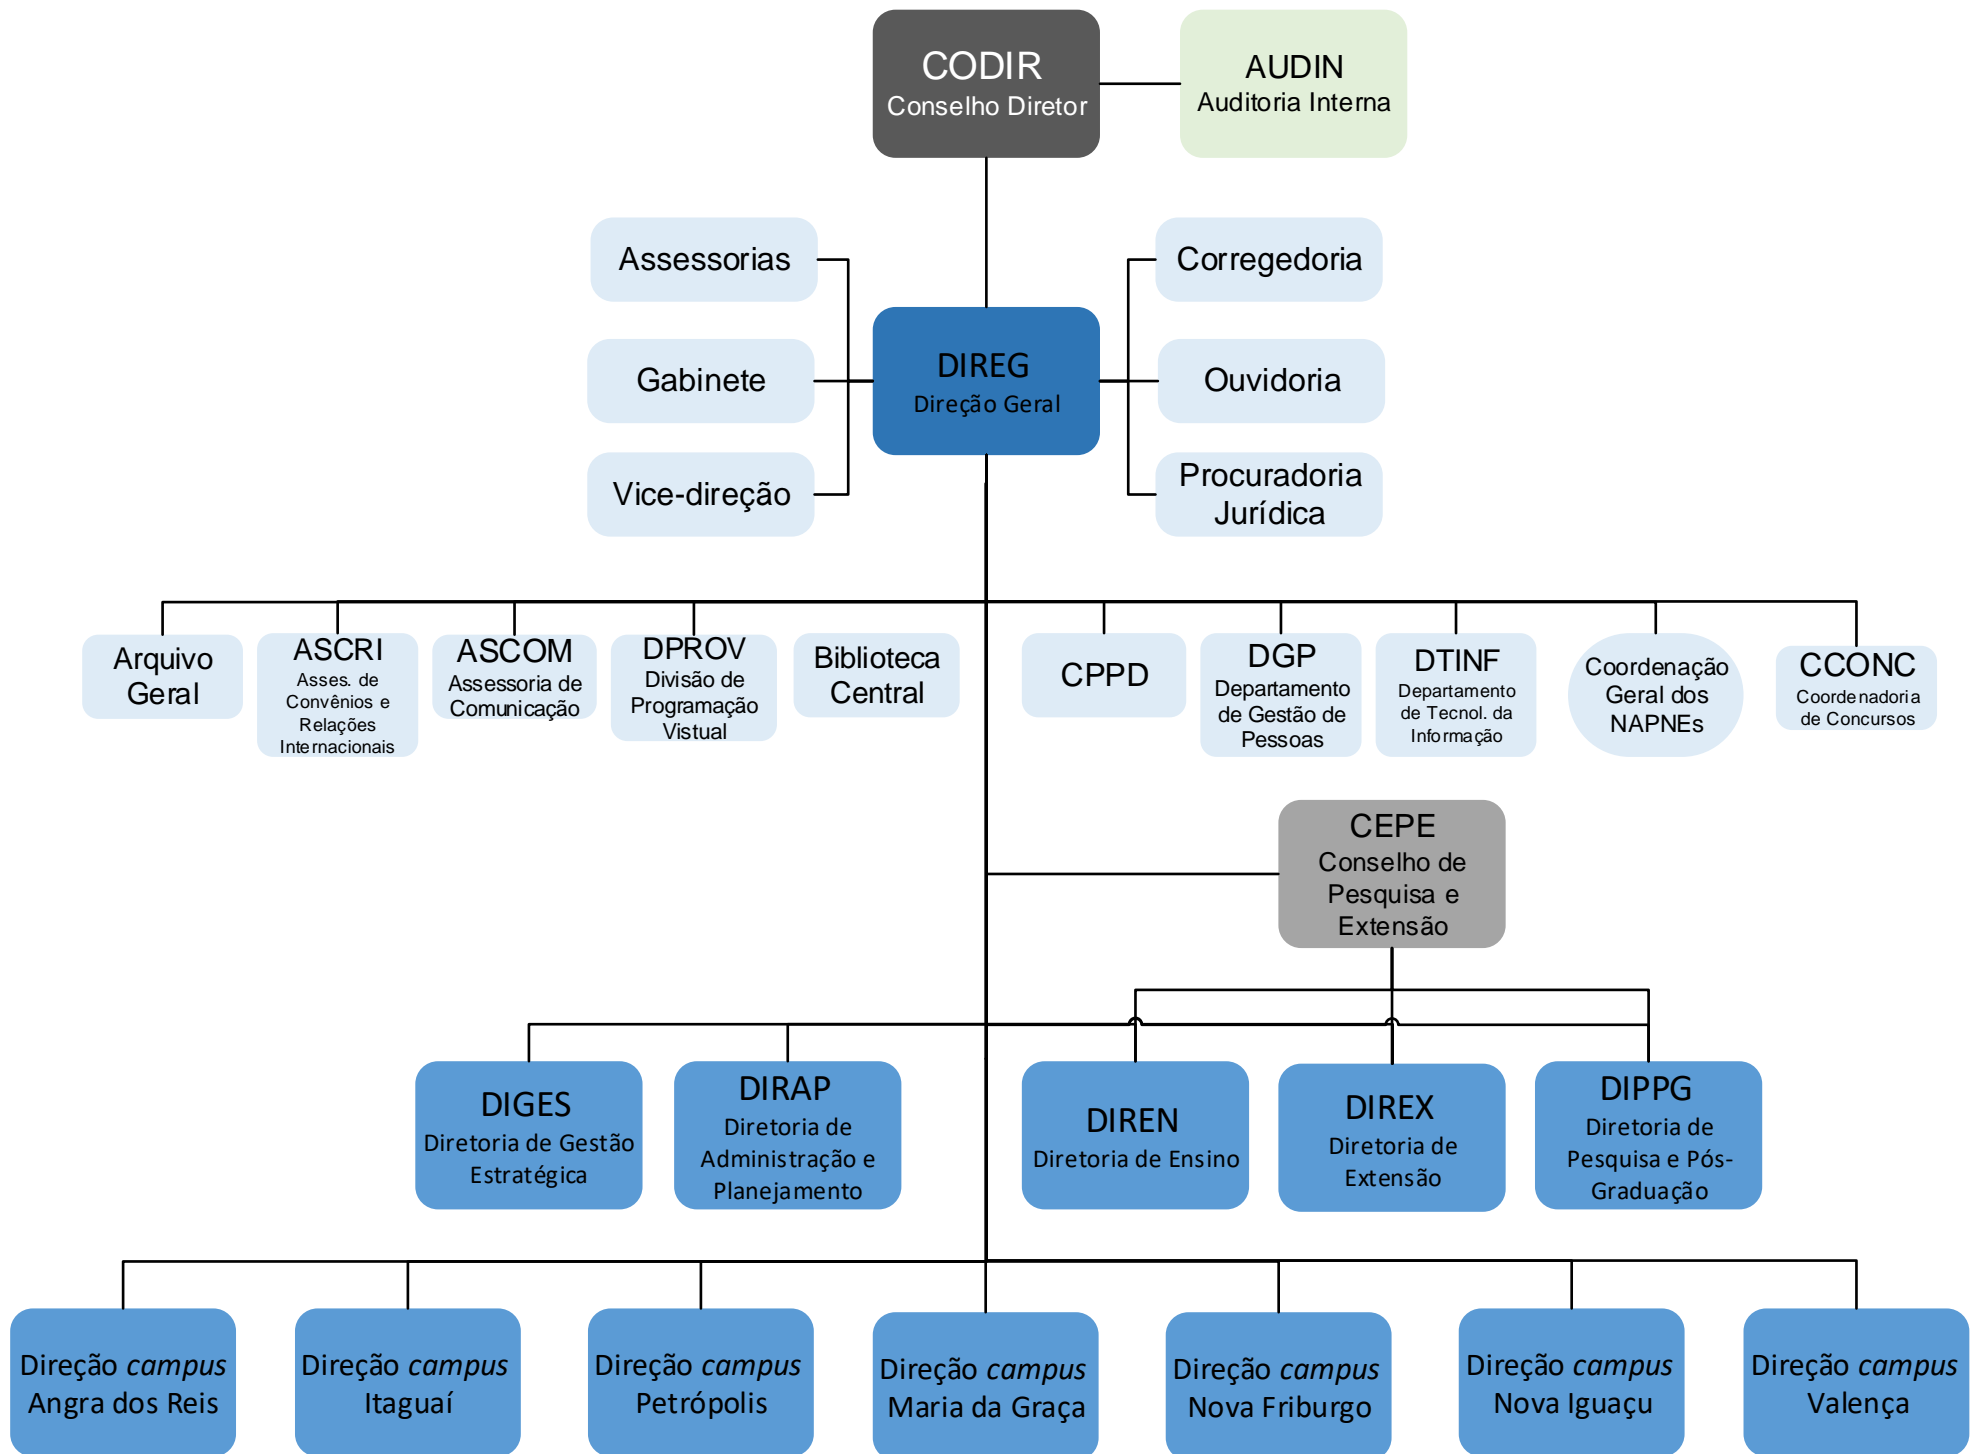 CODIR
Conselho Diretor
AUDIN
Auditoria Interna
Assessorias
Corregedoria
Gabinete
DIREG
Direção Geral
Ouvidoria
Vice-direção
Procuradoria
Jurídica
Arquivo
Geral
ASCRI
Asses. de
Convênios e
Relações
Internacionais
ASCOM
Assessoria de
Comunicação
DPROV
Divisão de
Programação
Vistual
Biblioteca
Central
CPPD
DGP
Departamento
de Gestão de
Pessoas
DTINF
Departamento
de Tecnol. da
Informação
Coordenação
Geral dos
NAPNEs
CCONC
Coordenadoria
de Concursos
CEPE
Conselho de
Pesquisa e
Extensão
DIGES
Diretoria de Gestão
Estratégica
DIRAP
Diretoria de
Administração e
Planejamento
DIREN
Diretoria de Ensino
DIREX
Diretoria de
Extensão
DIPPG
Diretoria de
Pesquisa e Pós-
Graduação
Direção campus
Angra dos Reis
Direção campus
Itaguaí
Direção campus
Petrópolis
Direção campus
Maria da Graça
Direção campus
Nova Friburgo
Direção campus
Nova Iguaçu
Direção campus
Valença